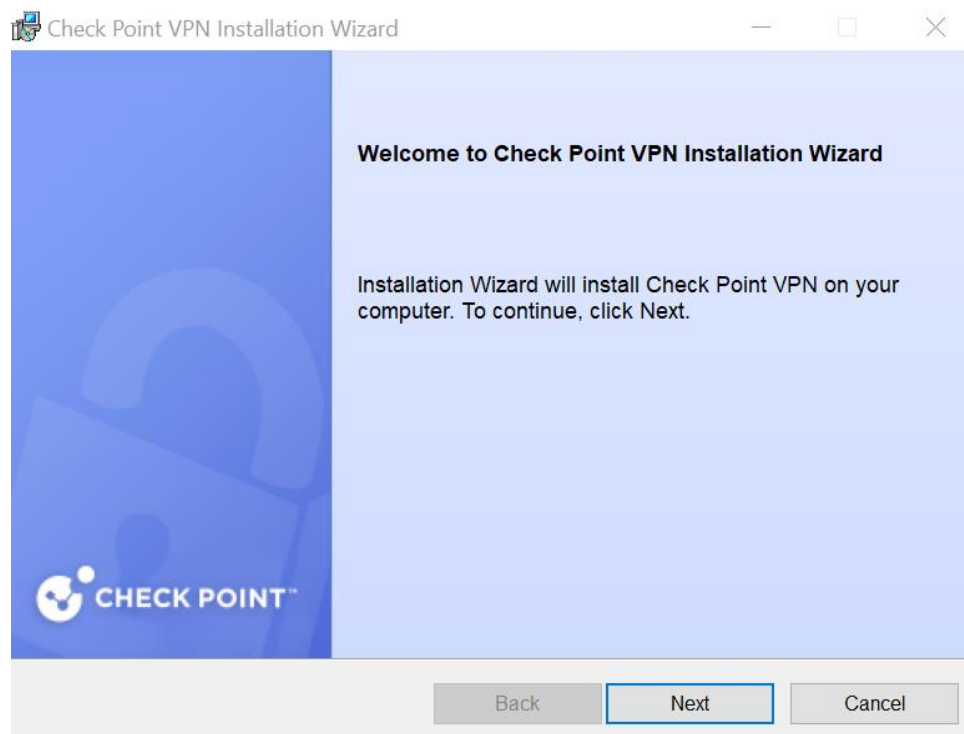 Check Point VPN Installation Wizard
Welcome to Check Point VPN Installation Wizard
Installation Wizard will install Check Point VPN on your
computer. To continue, click Next.
CHECK POINT™
Back
Next
Cancel